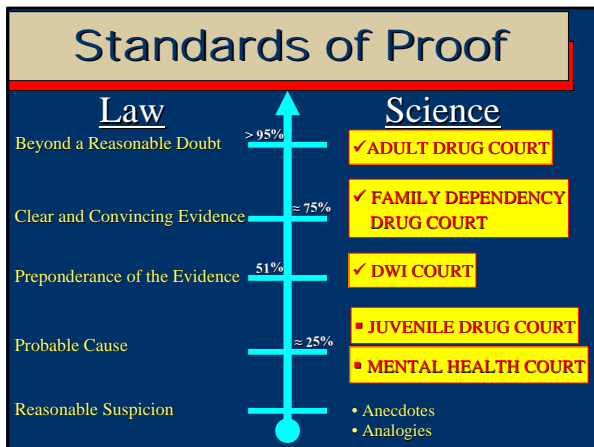 Standards of Proof
Law
Science
> 95%
Beyond a Reasonable Doubt
✓ADULT DRUG COURT
≈ 75%
Clear and Convincing Evidence
✓ FAMILY DEPENDENCY
DRUG COURT
51%
Preponderance of the Evidence
✓ DWI COURT
≈ 25%
Probable Cause
▪ JUVENILE DRUG COURT
▪ MENTAL HEALTH COURT
Reasonable Suspicion
• Anecdotes
• Analogies